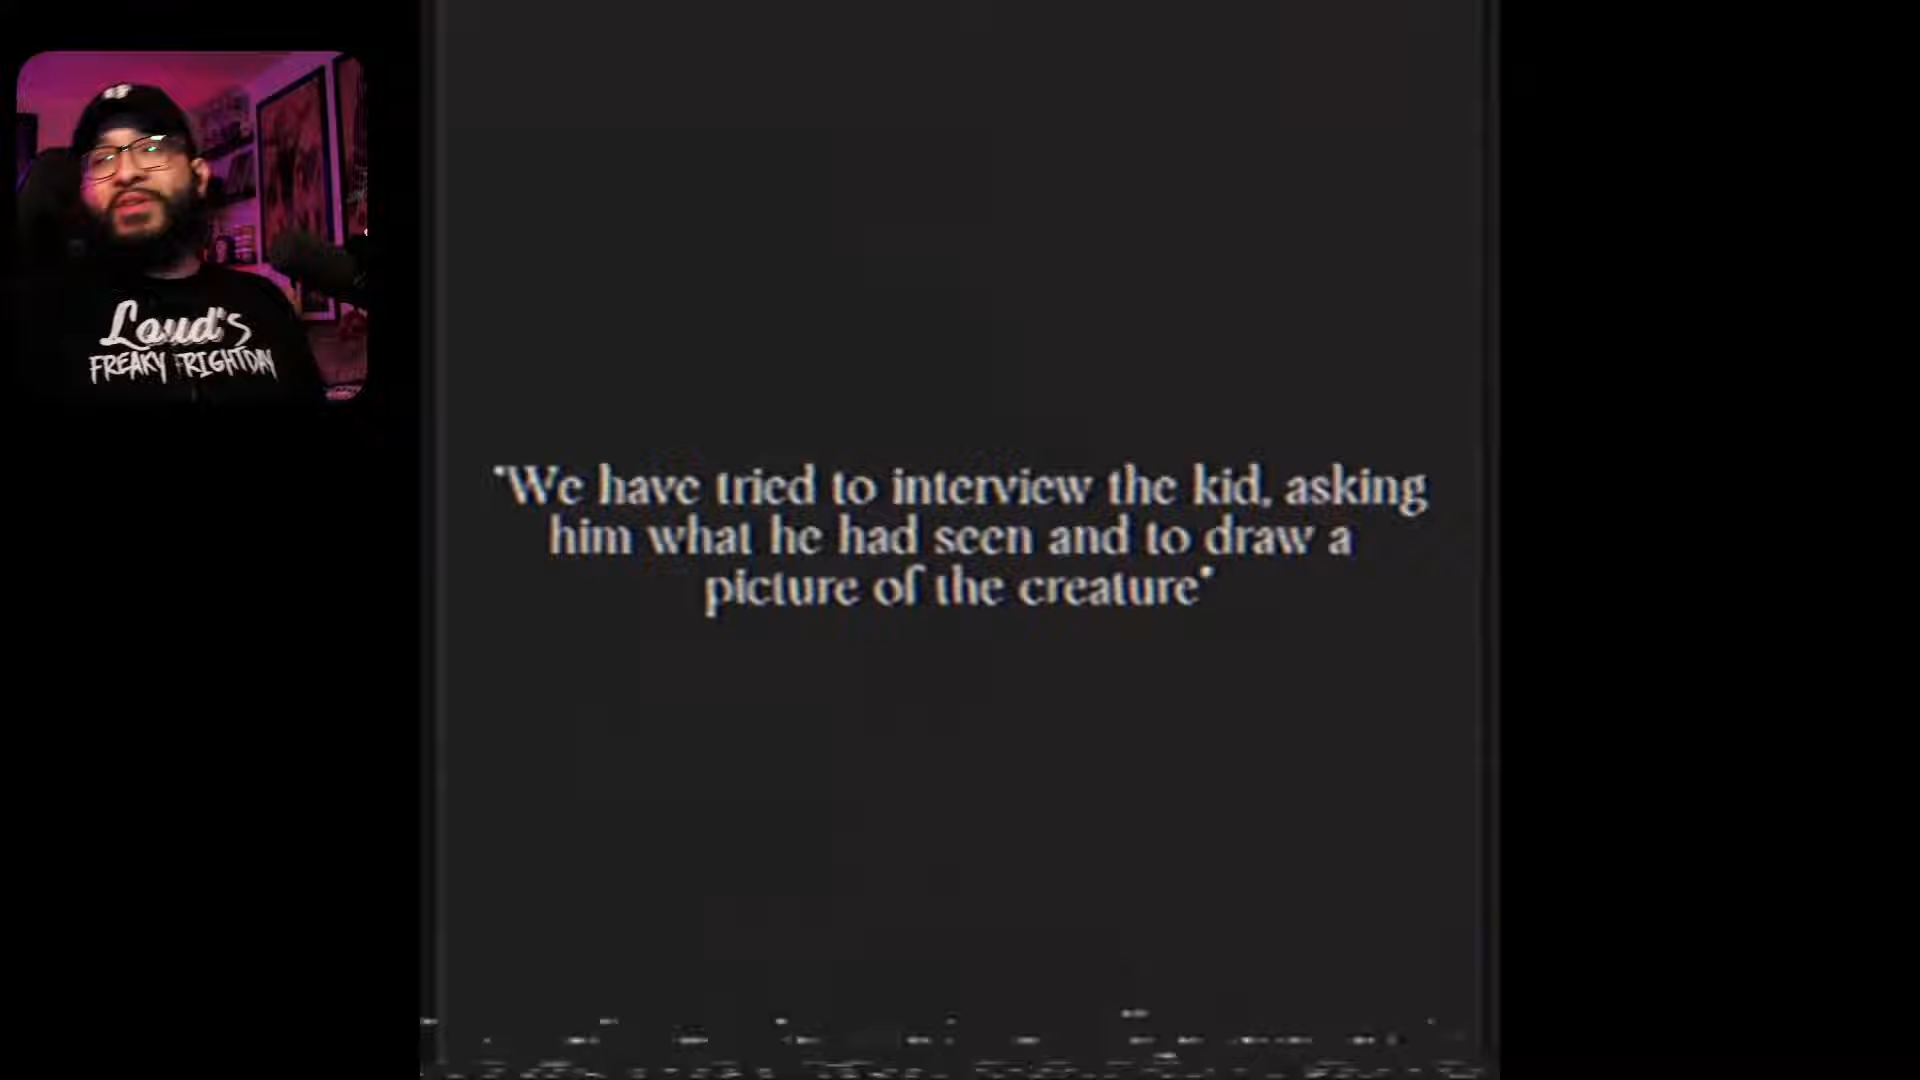 Loud's
FREAKY FRIGHTDAY
"We have tried to interview the kid, asking
him what he had seen and to draw a
picture of the creature"